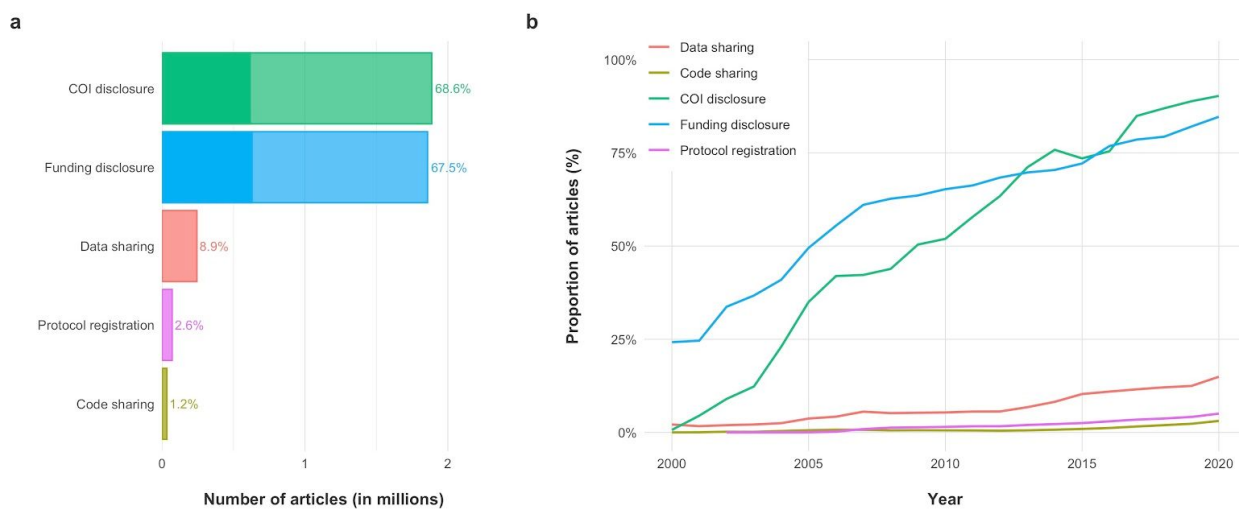 a
COI disclosure
68.6%
Funding disclosure
67.5%
Data sharing
8.9%
Protocol registration
2.6%
Code sharing
1.2%
0
1
2
Number of articles (in millions)
b
Data sharing
Code sharing
COI disclosure
Funding disclosure
Protocol registration
100%
75%
50%
25%
0%
Proportion of articles (%)
2000
2005
2010
2015
2020
Year